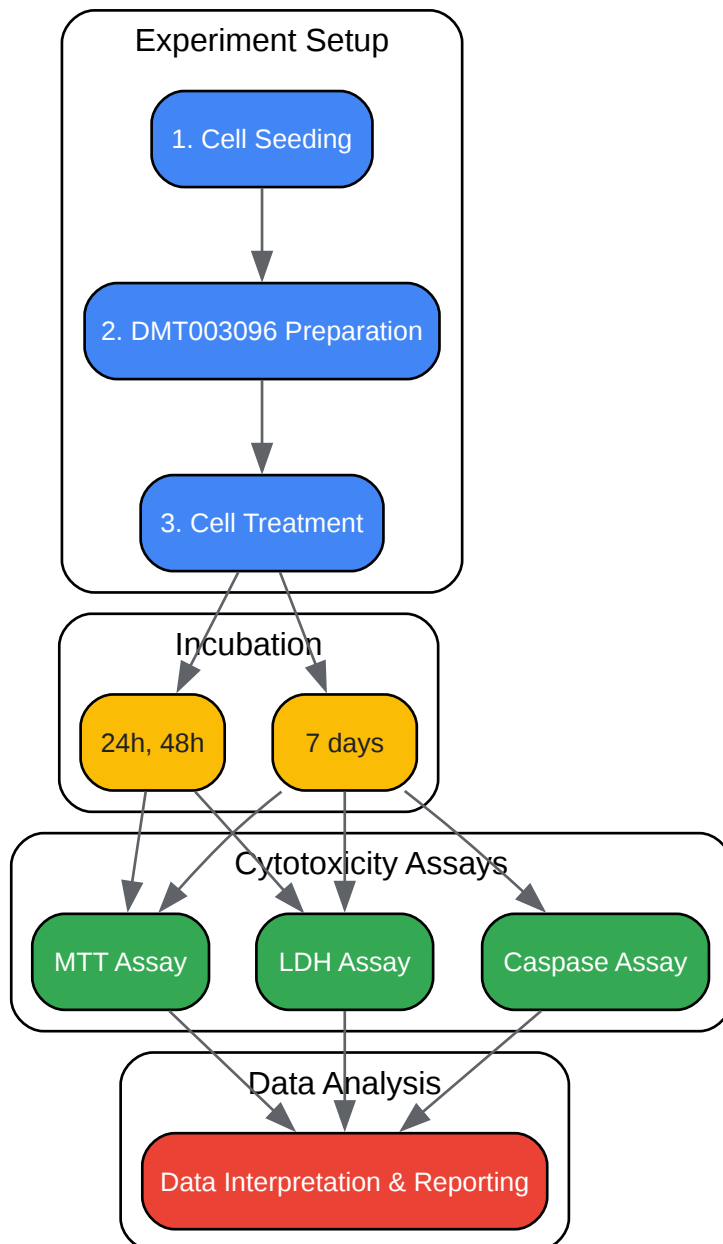 Experiment Setup
1. Cell Seeding
2. DMT003096 Preparation
3. Cell Treatment
Incubation
24h, 48h
7 days
Cytotoxicity Assays
MTT Assay
LDH Assay
Caspase Assay
Data Analysis
Data Interpretation & Reporting